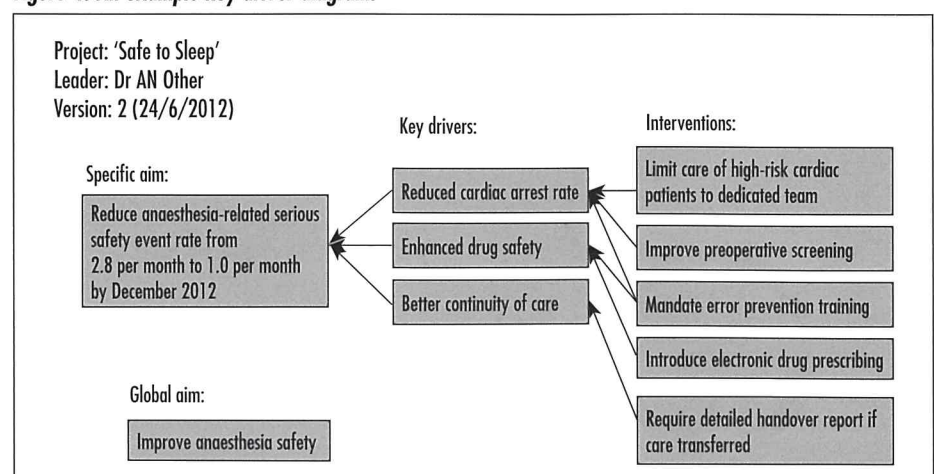 Project: 'Safe to Sleep'
Leader: Dr AN Other
Version: 2 (24/6/2012)
Key drivers:
Interventions:
Specific aim:
Reduce anaesthesia-related serious
safety event rate from
2.8 per month to 1.0 per month
by December 2012
Reduced cardiac arrest rate
Enhanced drug safety
Better continuity of care
Limit care of high-risk cardiac
patients to dedicated team
Improve preoperative screening
Mandate error prevention training
Introduce electronic drug prescribing
Require detailed handover report if
care transferred
Global aim:
Improve anaesthesia safety